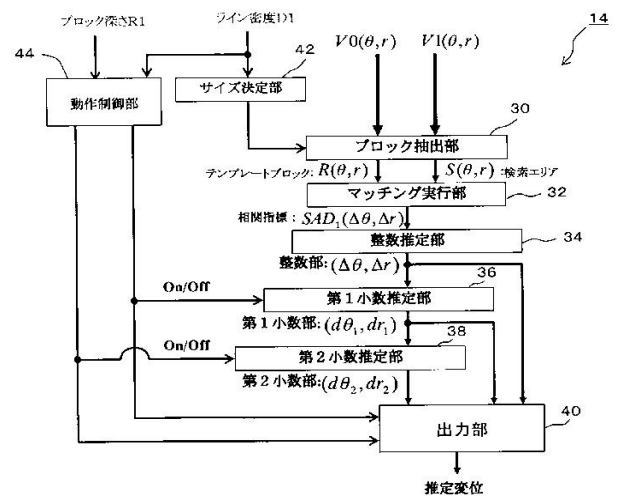 ブロック深さR1
ライン密度D1
14
44
42
V0(θ,r)
V1(θ,r)
動作制御部
サイズ決定部
30
ブロック抽出部
テンプレートブロック: R(θ,r)
S(θ,r) :検索エリア
マッチング実行部
32
相関指標: SAD₁(Δθ,Δr)
整数推定部
34
整数部:(Δθ,Δr)
36
On/Off
第1小数推定部
第1小数部:(dθ₁,dr₁)
38
On/Off
第2小数推定部
第2小数部:(dθ₂,dr₂)
出力部
40
推定変位